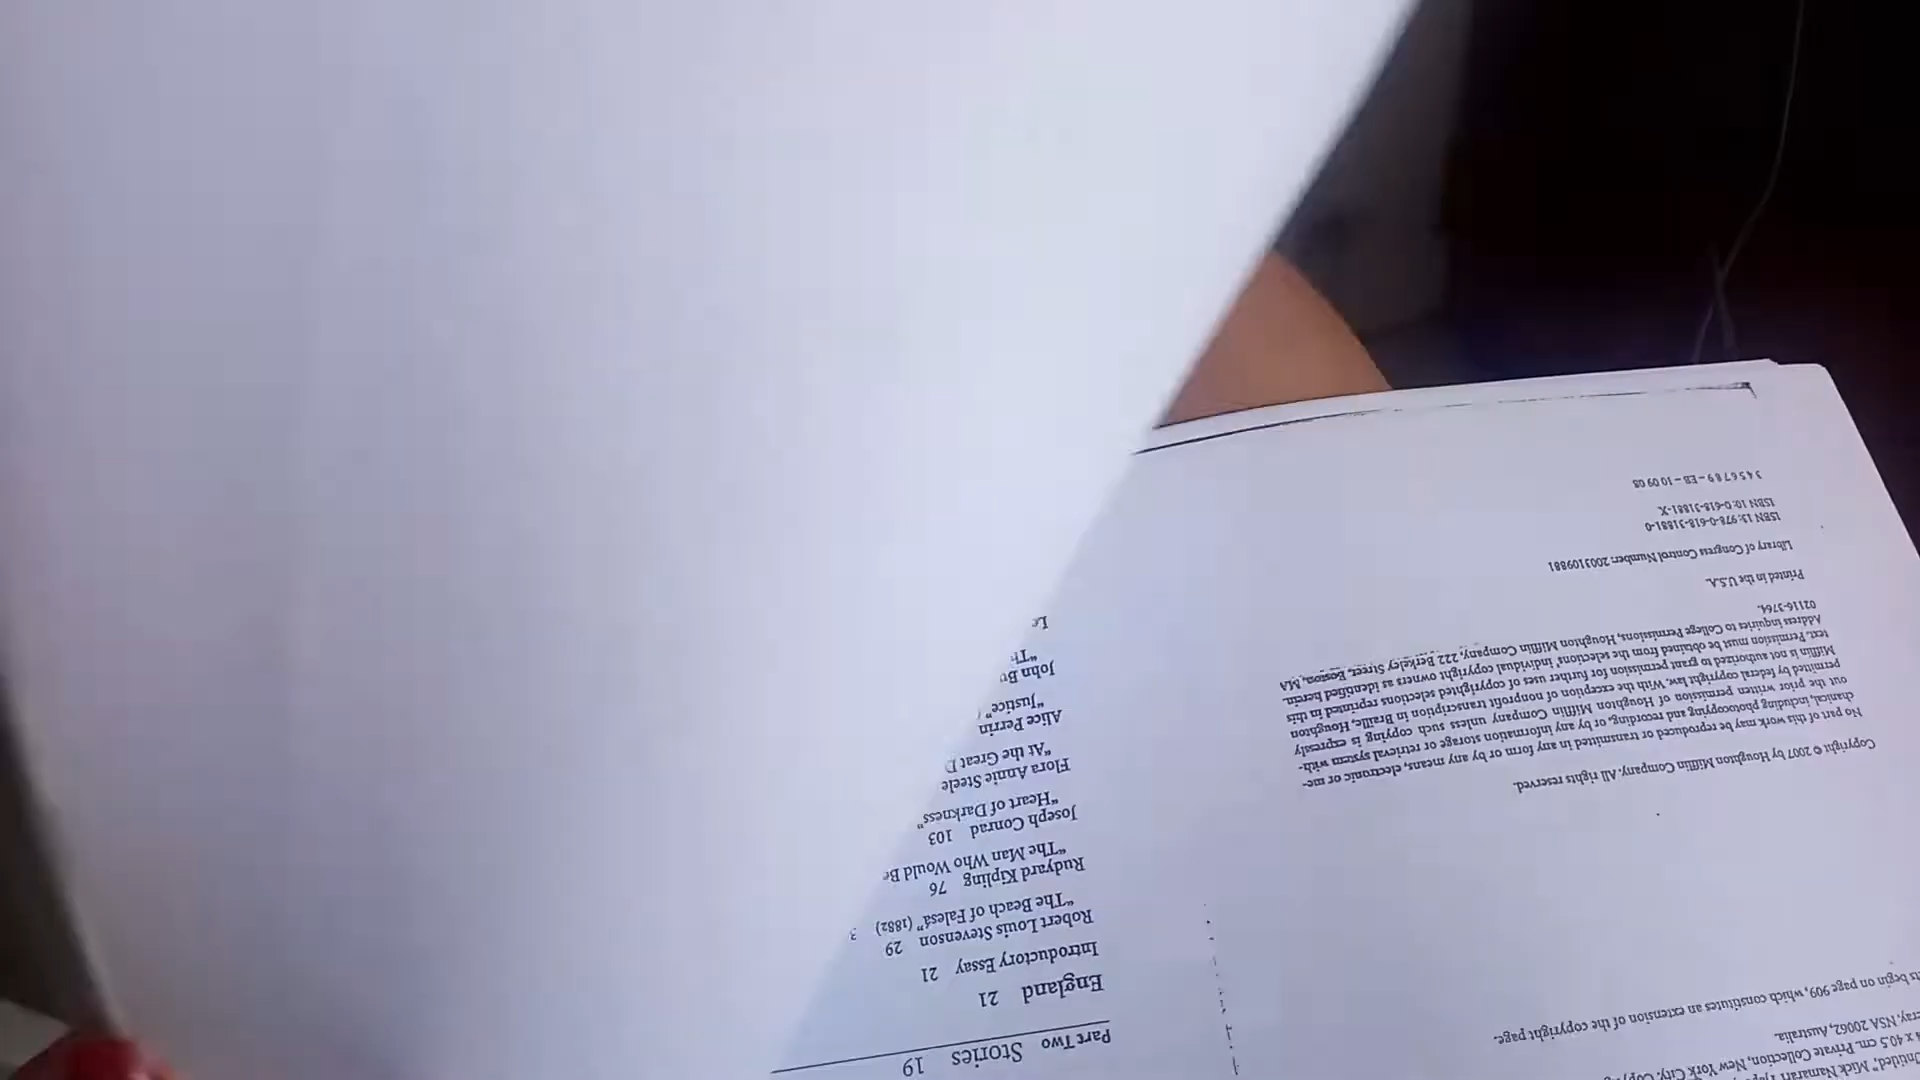 Part Two Stories 19
England 21
Introductory Essay 21
Robert Louis Stevenson 29
"The Beach of Falesá" (1882)
Rudyard Kipling 76
"The Man Who Would Be
Joseph Conrad 103
"Heart of Darkness"
Flora Annie Steele
"At the Great
Alice Perrin
"Justice"
John
begin on page 909, which constitutes an extension of the copyright page.
NSA 20062, Australia.
x 40.5 cm. Private Collection, New York City.
Copyright © 2007 by Houghton Mifflin Company. All rights reserved.
No part of this work may be reproduced or transmitted in any form or by any means, electronic or me-
chanical, including photocopying and recording, or by any information storage or retrieval system with-
out the prior written permission of Houghton Mifflin Company unless such copying is expressly
permitted by federal copyright law. With the exception of nonprofit transcription in Braille, Houghton
Mifflin is not authorized to grant permission for further uses of copyrighted selections reprinted in this
text. Permission must be obtained from the selections' individual copyright owners as identified herein.
Address inquiries to College Permissions, Houghton Mifflin Company, 222 Berkeley Street, Boston, MA
02116-3764.
Printed in the U.S.A.
Library of Congress Control Number: 2003109881
ISBN 13: 978-0-618-31881-0
ISBN 10: 0-618-31881-X
3 4 5 6 7 8 9 – EB – 10 09 08